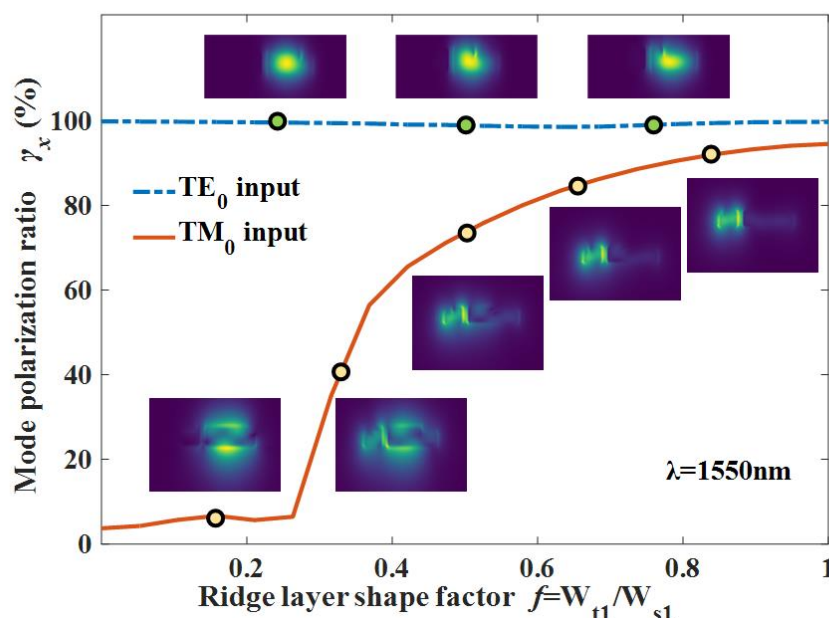 Mode polarization ratio γx (%)
100
80
60
40
20
0
TE0 input
TM0 input
λ=1550nm
0.2
0.4
0.6
0.8
1
Ridge layer shape factor f=Wt1/Ws1